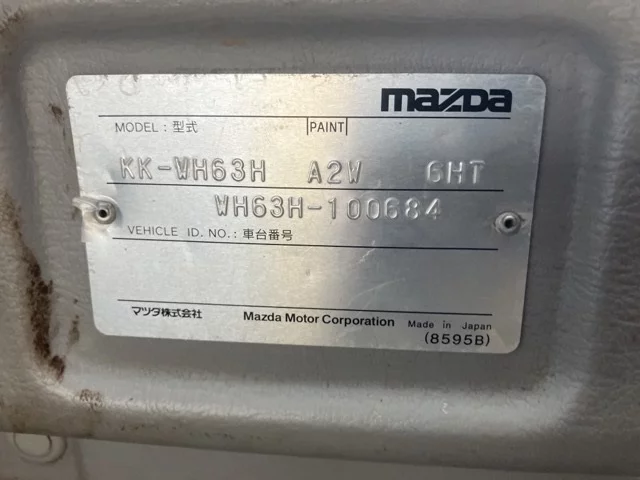 mazda
MODEL : 型式 PAINT
KK-WH63H A2W GHT
WH63H-100684
VEHICLE ID. NO. : 車台番号
マツダ株式会社 Mazda Motor Corporation Made in Japan
(8595B)